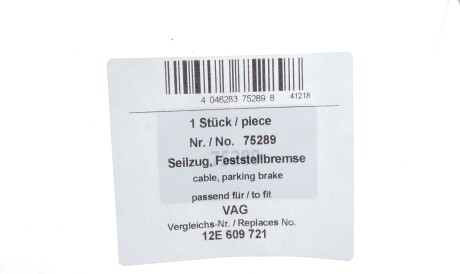 4 046283 75289 8 41218
1 Stück / piece
Nr. / No. 75289
Seilzug, Feststellbremse
cable, parking brake
passend für / to fit
VAG
Vergleichs-Nr. / Replaces No.
12E 609 721